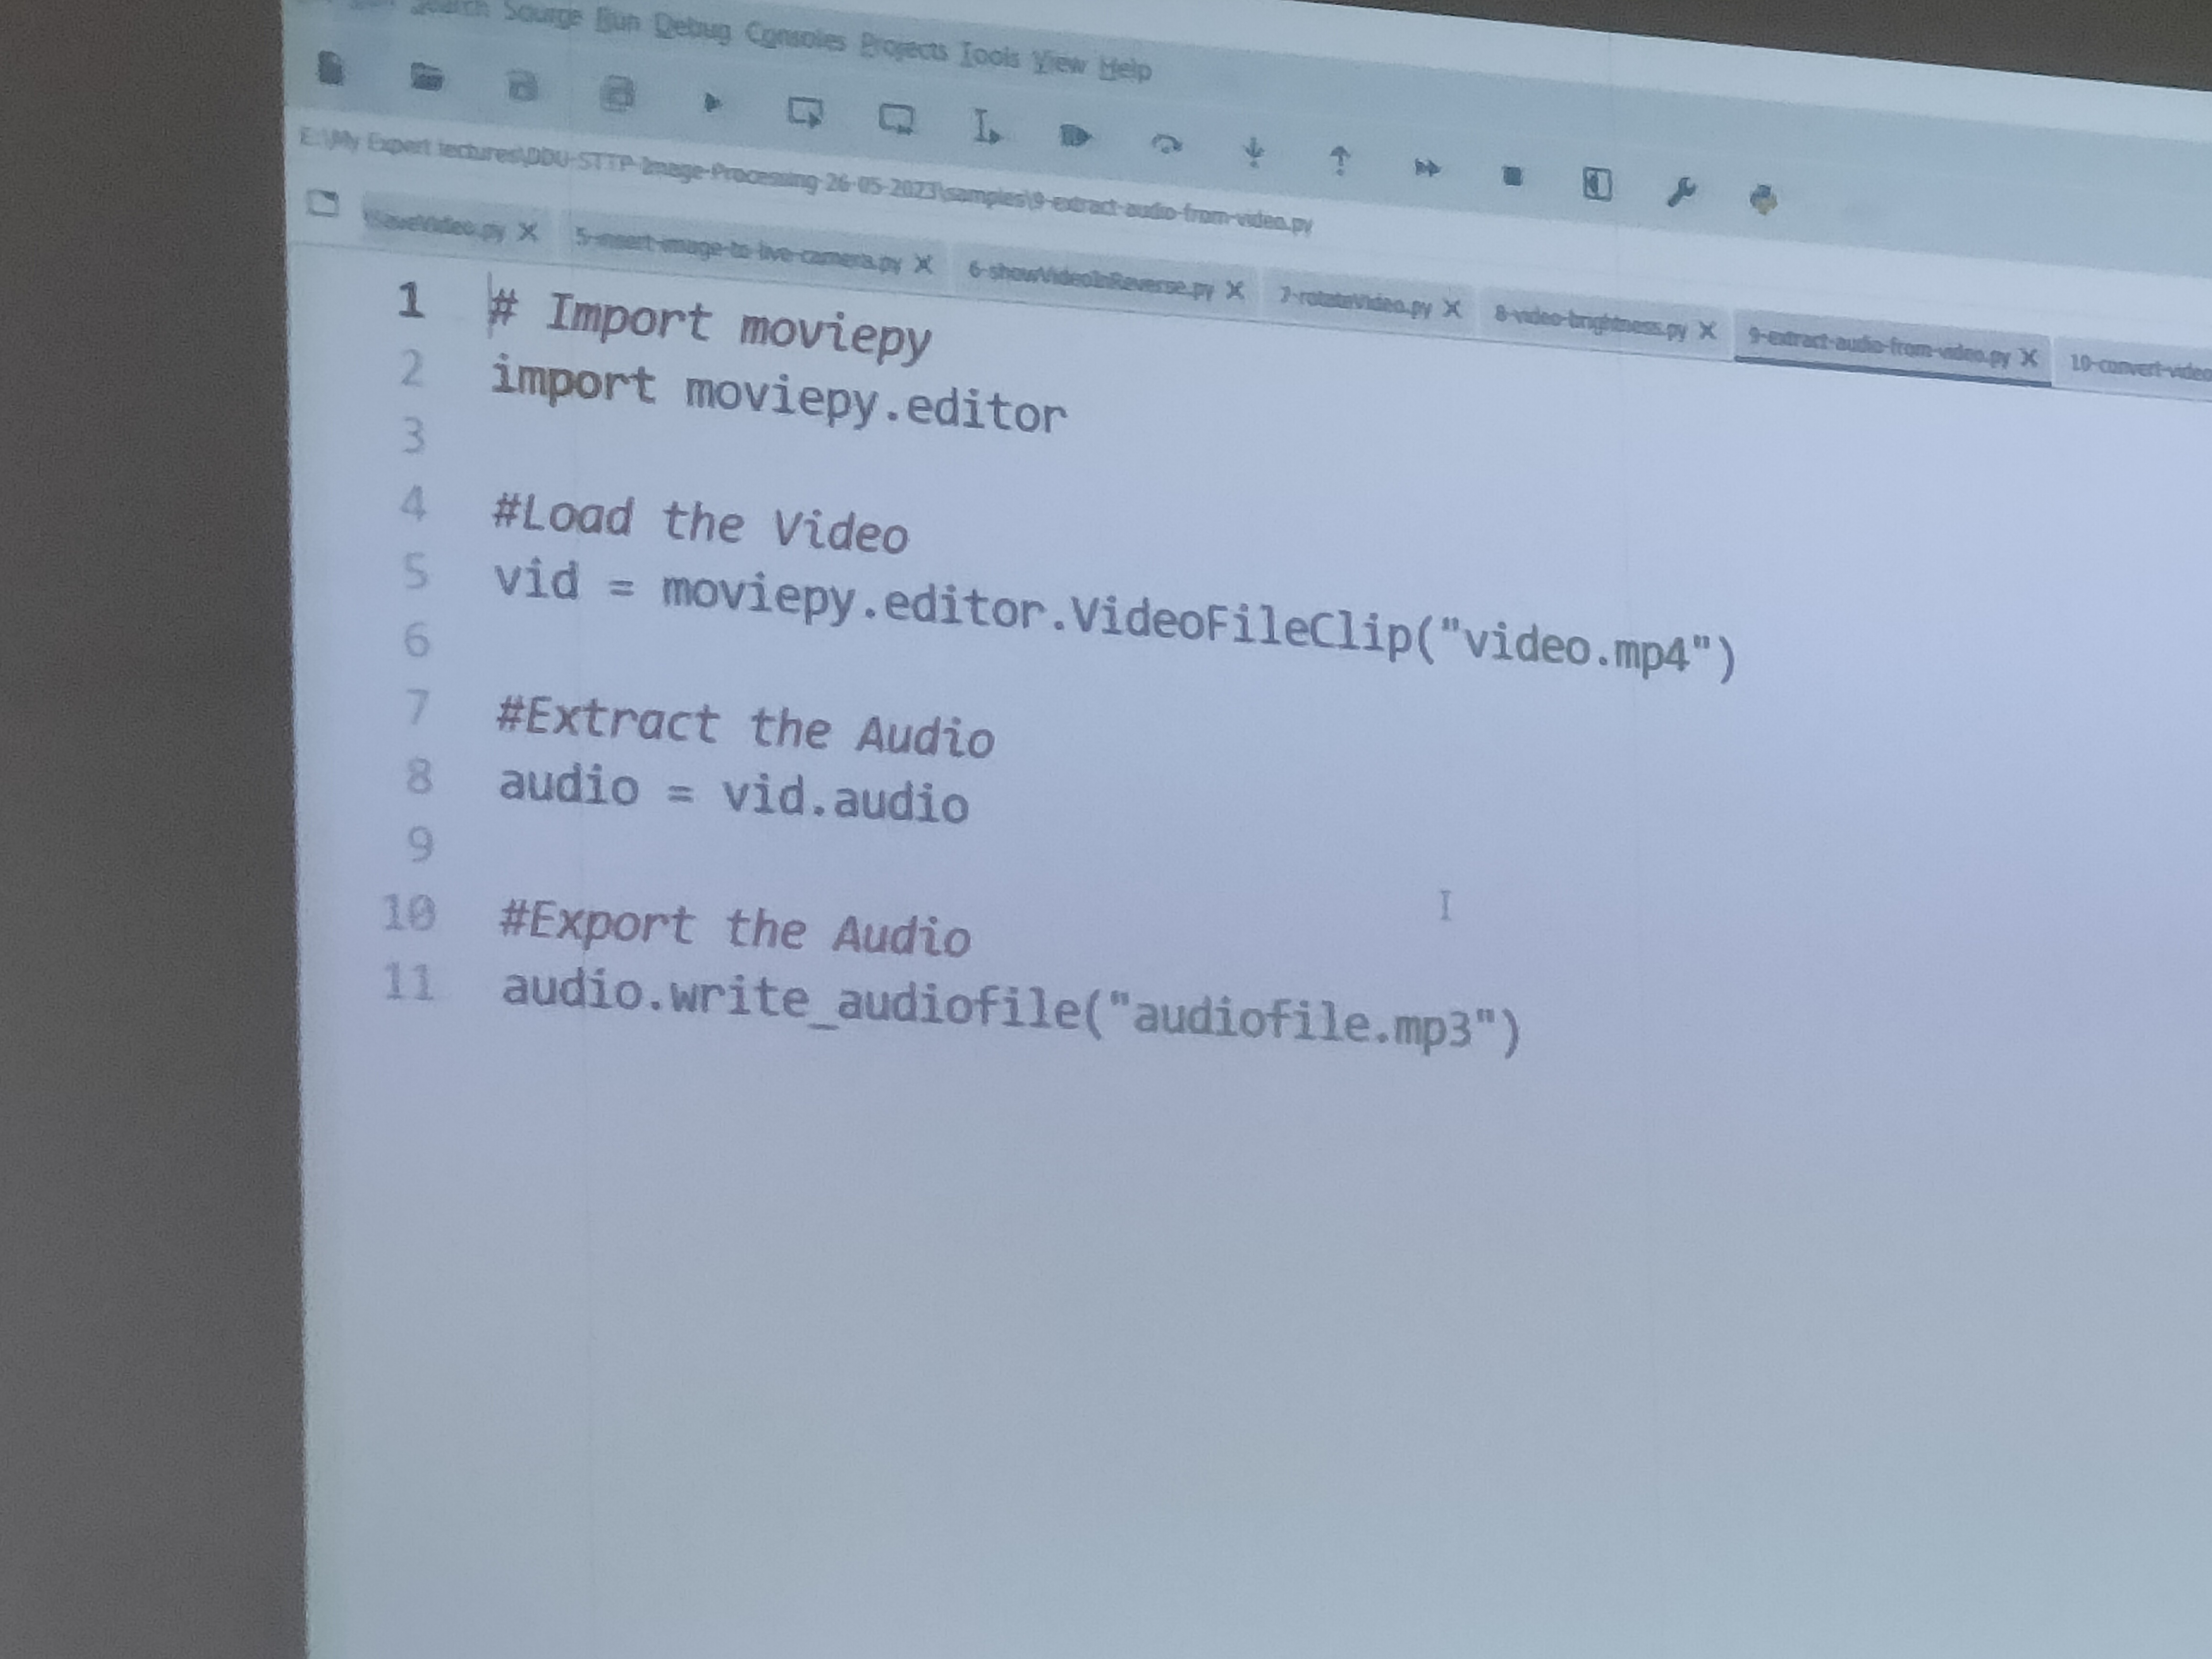 Search Source Run Debug Consoles Projects Tools View Help
E:\My Expert lectures\DDU-STTP-Image-Processing-26-05-2023\samples\9-extract-audio-from-video.py
5-insert-image-to-live-camera.py 6-showVideoInReverse.py 7-rotateVideo.py 8-video-brightness.py 9-extract-audio-from-video.py 10-convert-video
1 # Import moviepy
2 import moviepy.editor
3
4 #Load the Video
5 vid = moviepy.editor.VideoFileClip("video.mp4")
6
7 #Extract the Audio
8 audio = vid.audio
9
10 #Export the Audio
11 audio.write_audiofile("audiofile.mp3")